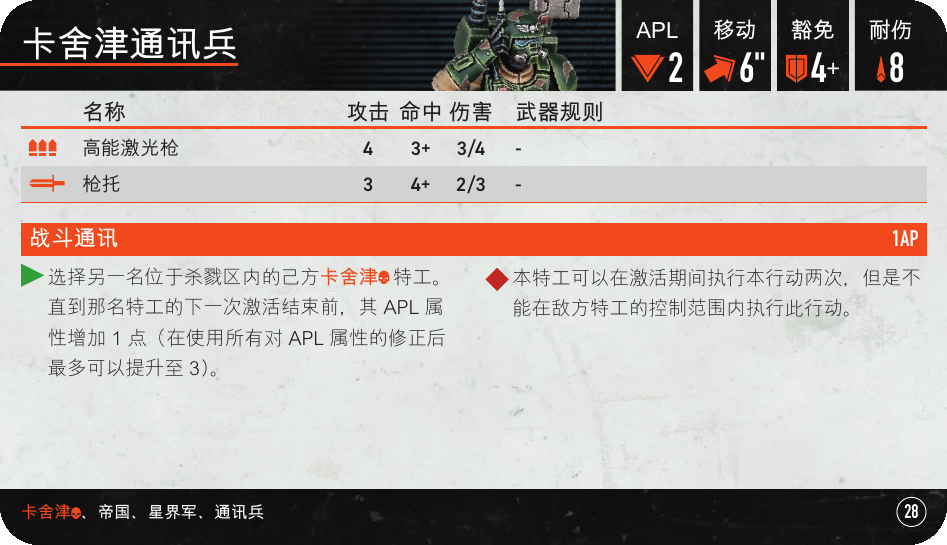 卡舍津通讯兵
APL 移动 豁免 耐伤
2 6" 4+ 8
名称 攻击 命中 伤害 武器规则
高能激光枪 4 3+ 3/4 -
枪托 3 4+ 2/3 -
战斗通讯 1AP
选择另一名位于杀戮区内的己方卡舍津特工。
直到那名特工的下一次激活结束前，其 APL 属
性增加 1 点（在使用所有对 APL 属性的修正后
最多可以提升至 3）。
本特工可以在激活期间执行本行动两次，但是不
能在敌方特工的控制范围内执行此行动。
卡舍津、帝国、星界军、通讯兵
28